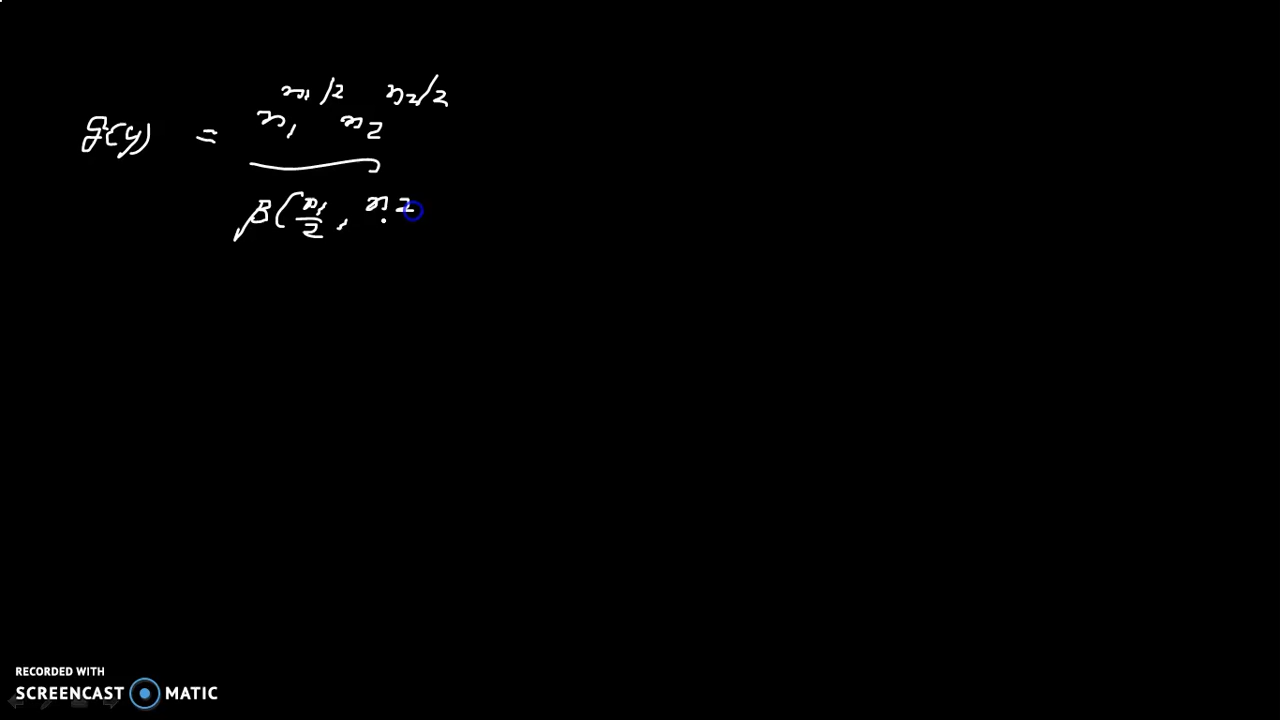 g(y) = n₁^(n₁/2) n₂^(n₂/2)
β(n₁/2, n₂
RECORDED WITH
SCREENCAST MATIC